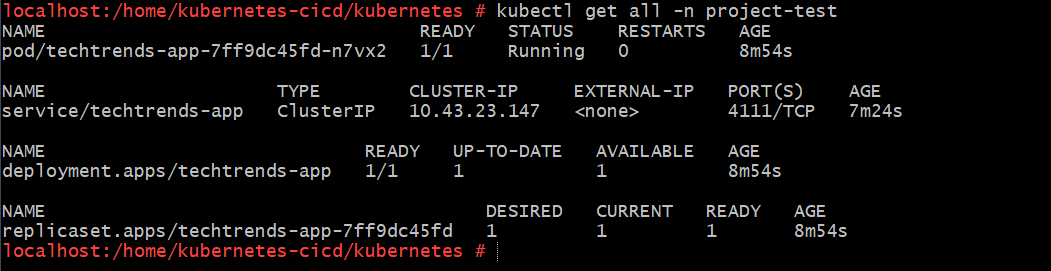 localhost:/home/kubernetes-cicd/kubernetes # kubectl get all -n project-test
NAME READY STATUS RESTARTS AGE
pod/techtrends-app-7ff9dc45fd-n7vx2 1/1 Running 0 8m54s
NAME TYPE CLUSTER-IP EXTERNAL-IP PORT(S) AGE
service/techtrends-app ClusterIP 10.43.23.147 <none> 4111/TCP 7m24s
NAME READY UP-TO-DATE AVAILABLE AGE
deployment.apps/techtrends-app 1/1 1 1 8m54s
NAME DESIRED CURRENT READY AGE
replicaset.apps/techtrends-app-7ff9dc45fd 1 1 1 8m54s
localhost:/home/kubernetes-cicd/kubernetes #